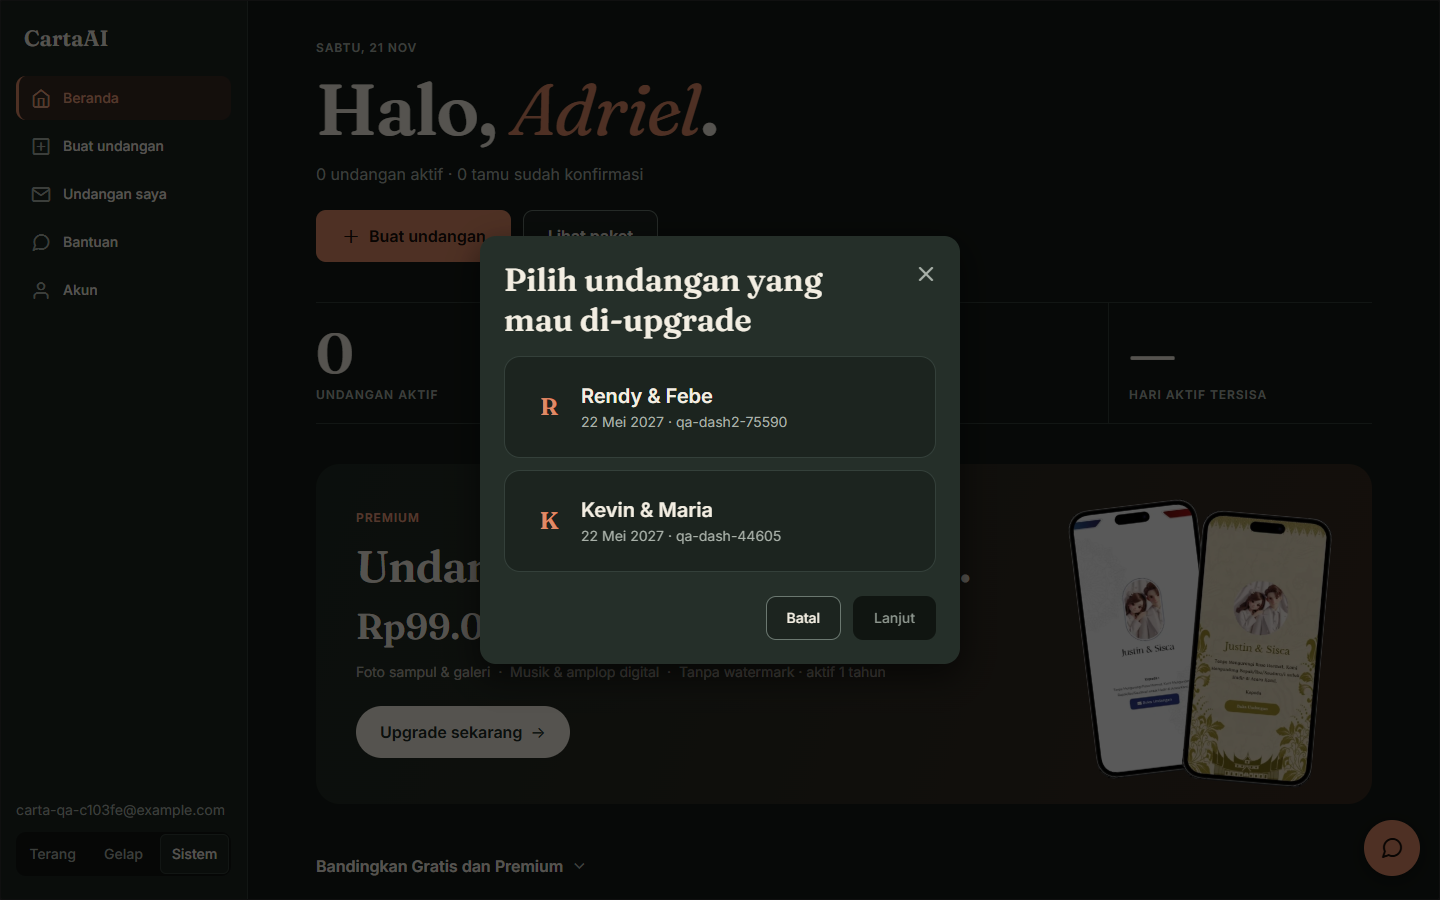 CartaAI
Beranda
Buat undangan
Undangan saya
Bantuan
Akun
carta-qa-c103fe@example.com
Terang Gelap Sistem
SABTU, 21 NOV
Halo, Adriel.
0 undangan aktif · 0 tamu sudah konfirmasi
Buat undangan
Lihat paket
0
UNDANGAN AKTIF
—
HARI AKTIF TERSISA
Pilih undangan yang
mau di-upgrade
R
Rendy & Febe
22 Mei 2027 · qa-dash2-75590
K
Kevin & Maria
22 Mei 2027 · qa-dash-44605
Batal
Lanjut
PREMIUM
Rp99.0
Foto sampul & galeri · Musik & amplop digital · Tanpa watermark · aktif 1 tahun
Upgrade sekarang →
Justin & Sisca
Justin & Sisca
Bandingkan Gratis dan Premium